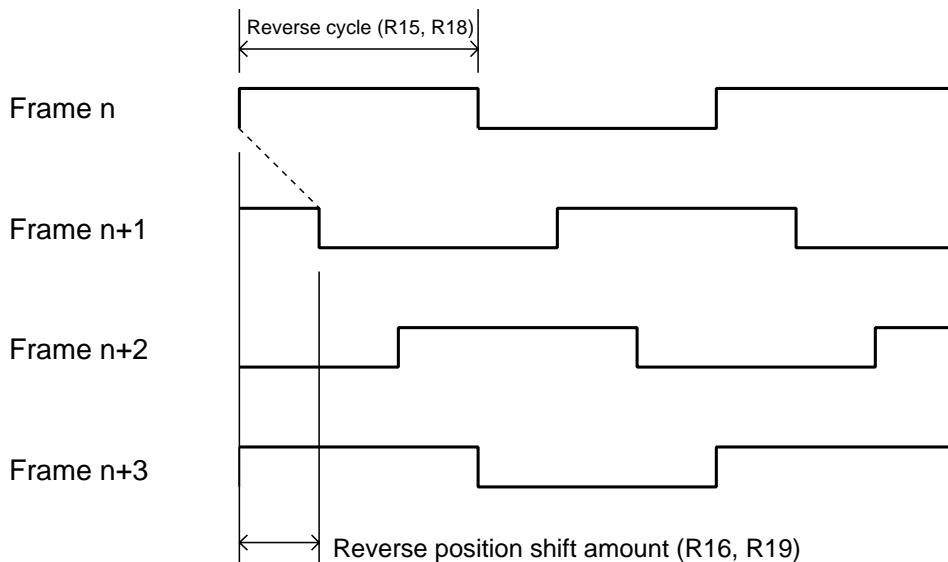 Reverse cycle (R15, R18)
Frame n
Frame n+1
Frame n+2
Frame n+3
Reverse position shift amount (R16, R19)